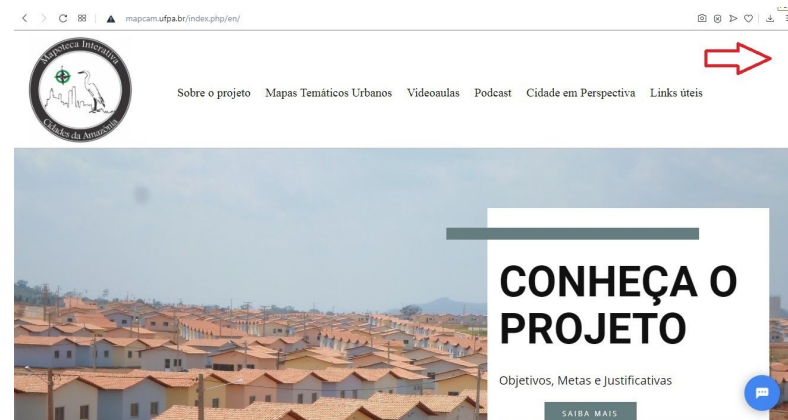 mapcam.ufpa.br/index.php/en/
Mapoteca Interativa
Cidades da Amazônia
Sobre o projeto Mapas Temáticos Urbanos Videoaulas Podcast Cidade em Perspectiva Links úteis
CONHEÇA O
PROJETO
Objetivos, Metas e Justificativas
SAIBA MAIS